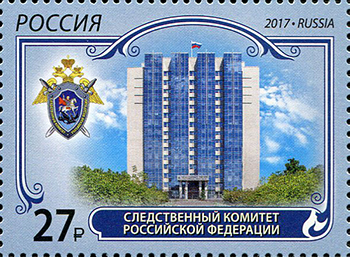 РОССИЯ 2017 • RUSSIA
27₽
СЛЕДСТВЕННЫЙ КОМИТЕТ
РОССИЙСКОЙ ФЕДЕРАЦИИ